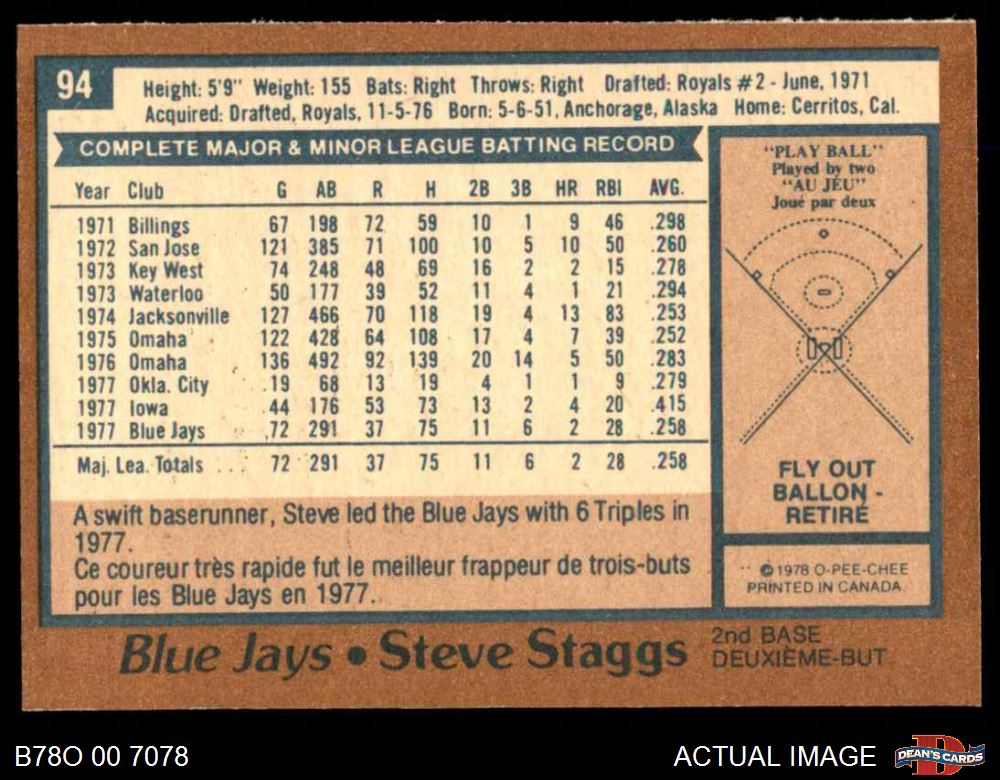 94
Height: 5'9" Weight: 155 Bats: Right Throws: Right Drafted: Royals #2 - June, 1971
Acquired: Drafted, Royals, 11-5-76 Born: 5-6-51, Anchorage, Alaska Home: Cerritos, Cal.
COMPLETE MAJOR & MINOR LEAGUE BATTING RECORD
Year Club G AB R H 2B 3B HR RBI AVG.
1971 Billings 67 198 72 59 10 1 9 46 .298
1972 San Jose 121 385 71 100 10 5 10 50 .260
1973 Key West 74 248 48 69 16 2 2 15 .278
1973 Waterloo 50 177 39 52 11 4 1 21 .294
1974 Jacksonville 127 466 70 118 19 4 13 83 .253
1975 Omaha 122 428 64 108 17 4 7 39 .252
1976 Omaha 136 492 92 139 20 14 5 50 .283
1977 Okla. City 19 68 13 19 4 1 1 9 .279
1977 Iowa 44 176 53 73 13 2 4 20 .415
1977 Blue Jays 72 291 37 75 11 6 2 28 .258
Maj. Lea. Totals ... 72 291 37 75 11 6 2 28 .258
A swift baserunner, Steve led the Blue Jays with 6 Triples in
1977.
Ce coureur très rapide fut le meilleur frappeur de trois-buts
pour les Blue Jays en 1977.
"PLAY BALL"
Played by two
"AU JEU"
Joué par deux
FLY OUT
BALLON -
RETIRÉ
©1978 O-PEE-CHEE
PRINTED IN CANADA
Blue Jays • Steve Staggs
2nd BASE
DEUXIÈME-BUT
B78O 00 7078
ACTUAL IMAGE
D
DEAN'S CARDS